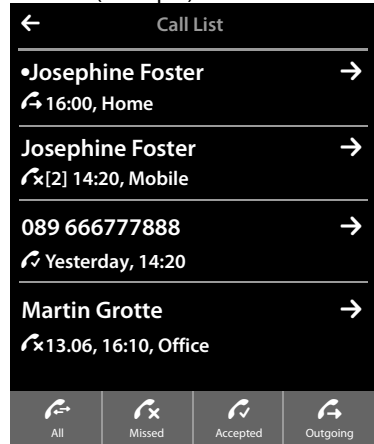 Call List
•Josephine Foster
16:00, Home
Josephine Foster
[2] 14:20, Mobile
089 666777888
Yesterday, 14:20
Martin Grotte
13.06, 16:10, Office
All
Missed
Accepted
Outgoing